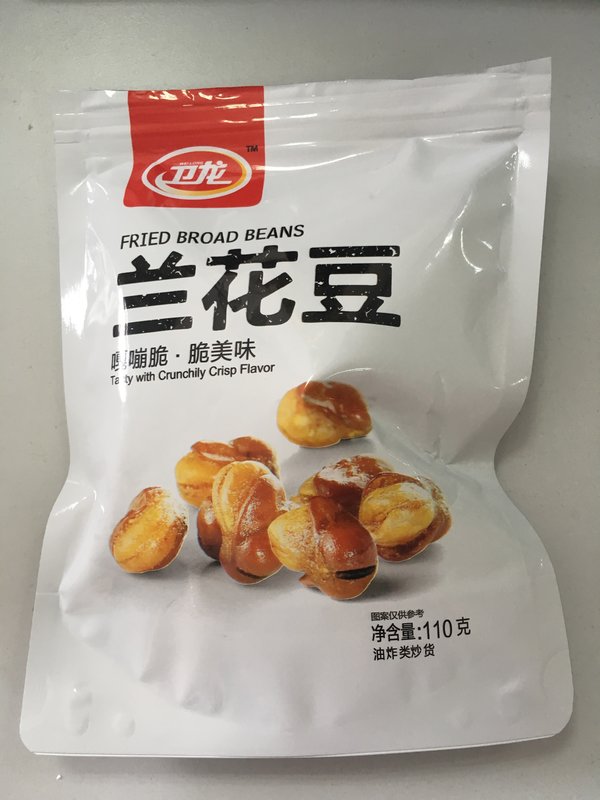 卫龙
TM
FRIED BROAD BEANS
兰花豆
嘎嘣脆·脆美味
Tasty with Crunchily Crisp Flavor
图案仅供参考
净含量:110克
油炸类炒货